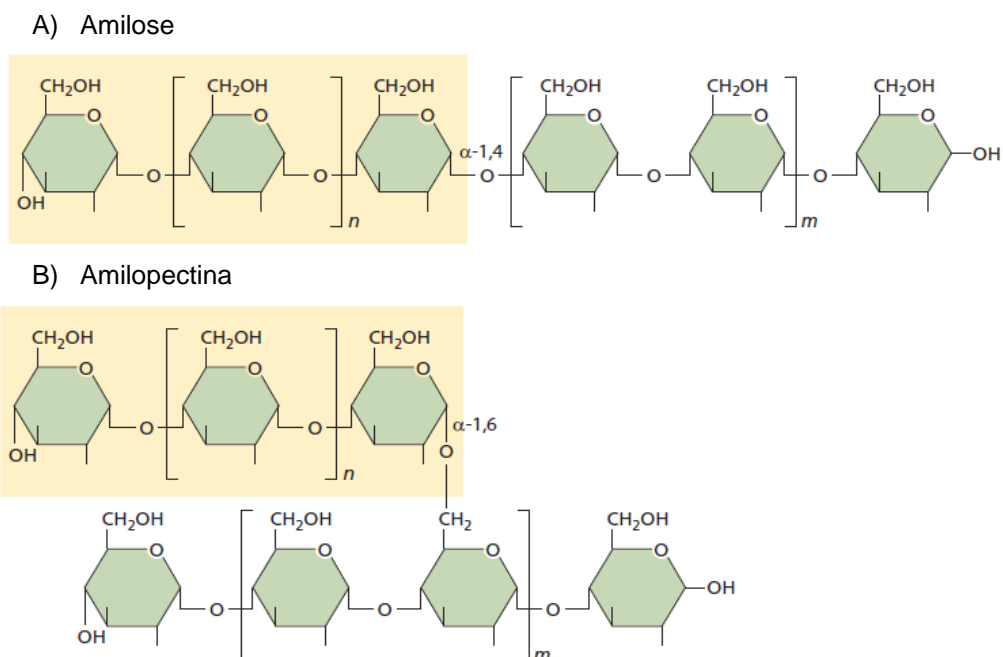 A) Amilose
CH₂OH CH₂OH CH₂OH CH₂OH CH₂OH CH₂OH
O O O O O O
α-1,4
O O O O O OH
OH
n m
B) Amilopectina
CH₂OH CH₂OH CH₂OH
O O O
O O α-1,6
OH O
n
CH₂OH CH₂OH CH₂ CH₂OH
O O O O
O O O OH
OH
m